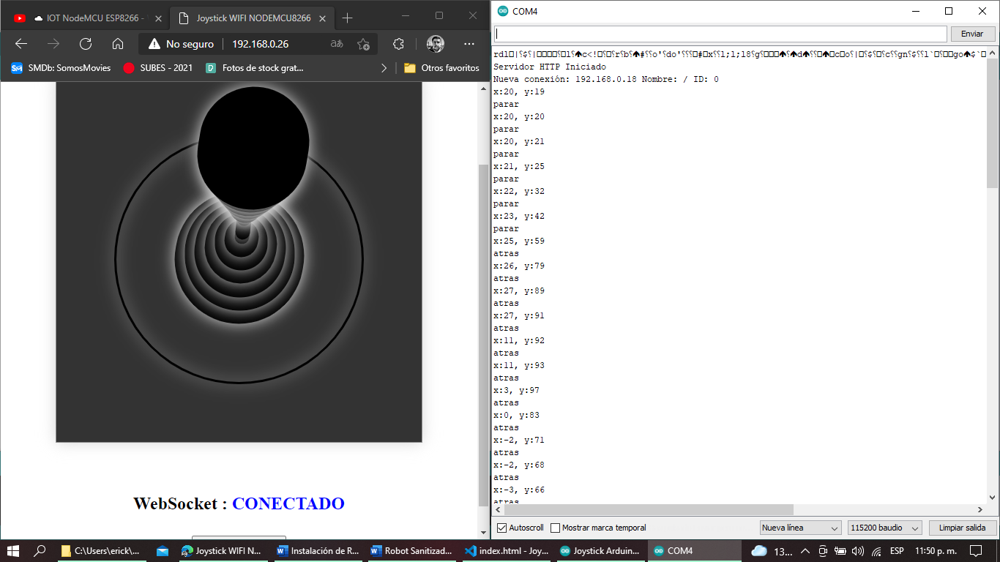 IOT NodeMCU ESP8266 -
Joystick WIFI NODEMCU8266
No seguro
192.168.0.26
SMDb: SomosMovies
SUBES - 2021
Fotos de stock grat...
Otros favoritos
WebSocket : CONECTADO
COM4
Enviar
Servidor HTTP Iniciado
Nueva conexión: 192.168.0.18 Nombre: / ID: 0
x:20, y:19
parar
x:20, y:20
parar
x:20, y:21
parar
x:21, y:25
parar
x:22, y:32
parar
x:23, y:42
parar
x:25, y:59
atras
x:26, y:79
atras
x:27, y:89
atras
x:27, y:91
atras
x:11, y:92
atras
x:11, y:93
atras
x:3, y:97
atras
x:0, y:83
atras
x:-2, y:71
atras
x:-2, y:68
atras
x:-3, y:66
atras
Autoscroll
Mostrar marca temporal
Nueva línea
115200 baudio
Limpiar salida
C:\Users\erick\...
Joystick WIFI N...
Instalación de R...
Robot Sanitizad...
index.html - Joy...
Joystick Arduin...
COM4
13...
ESP
11:50 p. m.